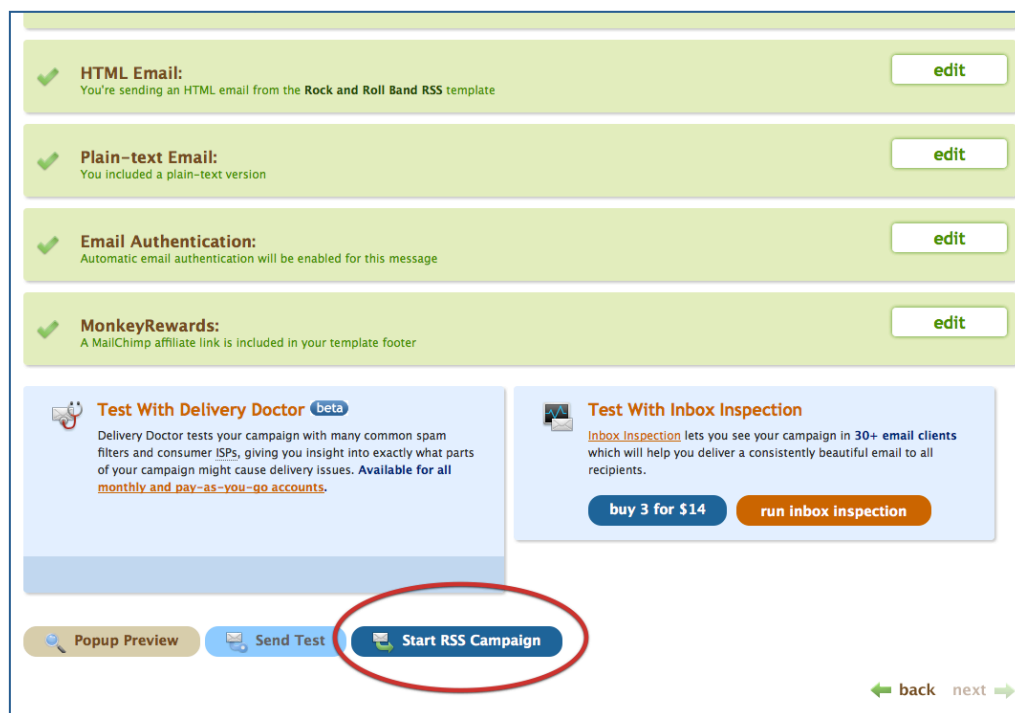 HTML Email:
You're sending an HTML email from the Rock and Roll Band RSS template
edit
Plain-text Email:
You included a plain-text version
edit
Email Authentication:
Automatic email authentication will be enabled for this message
edit
MonkeyRewards:
A MailChimp affiliate link is included in your template footer
edit
Test With Delivery Doctor beta
Delivery Doctor tests your campaign with many common spam
filters and consumer ISPs, giving you insight into exactly what parts
of your campaign might cause delivery issues. Available for all
monthly and pay-as-you-go accounts.
Test With Inbox Inspection
Inbox Inspection lets you see your campaign in 30+ email clients
which will help you deliver a consistently beautiful email to all
recipients.
buy 3 for $14
run inbox inspection
Popup Preview
Send Test
Start RSS Campaign
back next